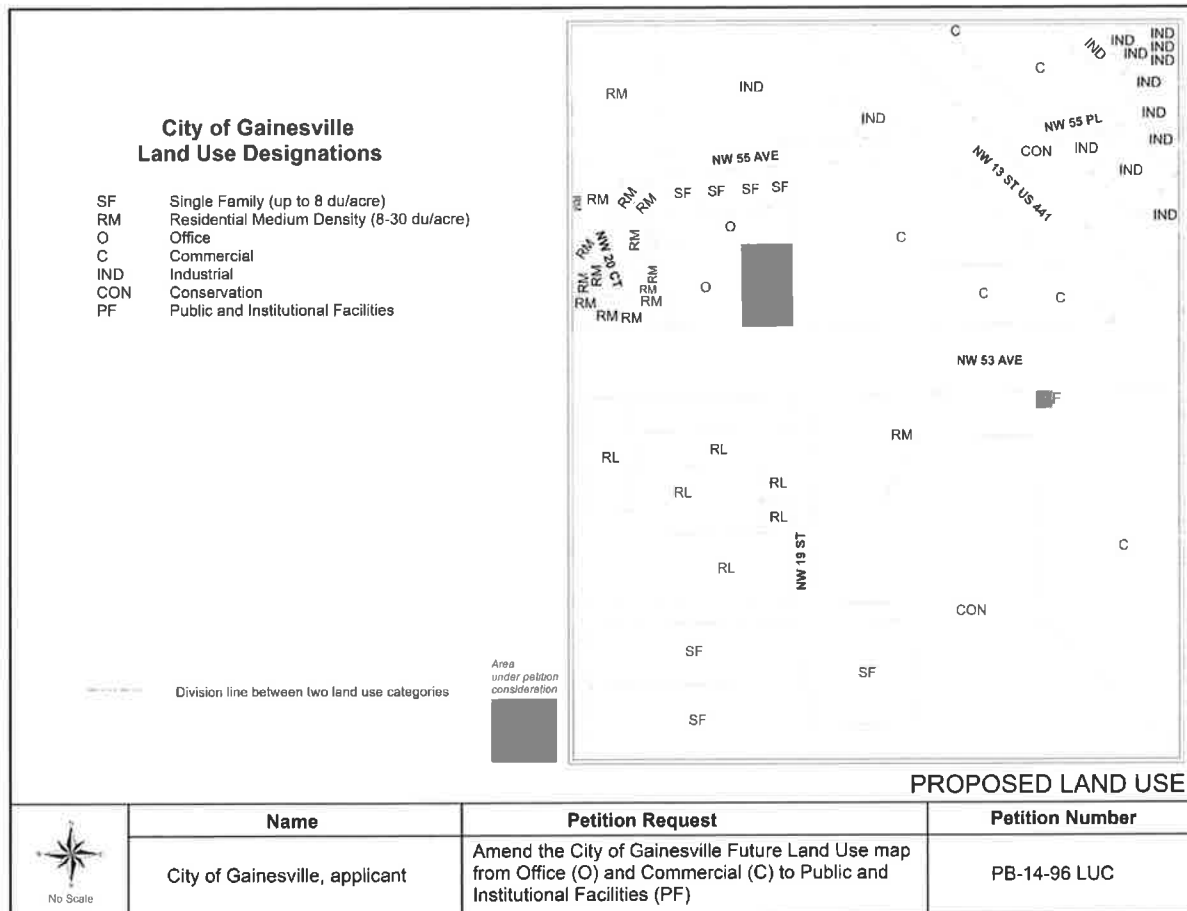 City of Gainesville
Land Use Designations
SF Single Family (up to 8 du/acre)
RM Residential Medium Density (8-30 du/acre)
O Office
C Commercial
IND Industrial
CON Conservation
PF Public and Institutional Facilities
Division line between two land use categories
Area
under petition
consideration
C
IND
IND
IND
IND
IND
IND
C
IND
RM
IND
IND
IND
NW 55 PL
IND
NW 55 AVE
CON
IND
NW 13 ST US 441
IND
SF
SF
SF
SF
RM
RM
RM
RM
IND
O
RM
C
RM
NW 20 CT
RM
RM
RM
RM
O
C
C
RM
RM
RM
RM
NW 53 AVE
F
RM
RL
RL
RL
RL
RL
NW 19 ST
C
RL
CON
SF
SF
SF
PROPOSED LAND USE
No Scale
Name
Petition Request
Petition Number
City of Gainesville, applicant
Amend the City of Gainesville Future Land Use map
from Office (O) and Commercial (C) to Public and
Institutional Facilities (PF)
PB-14-96 LUC